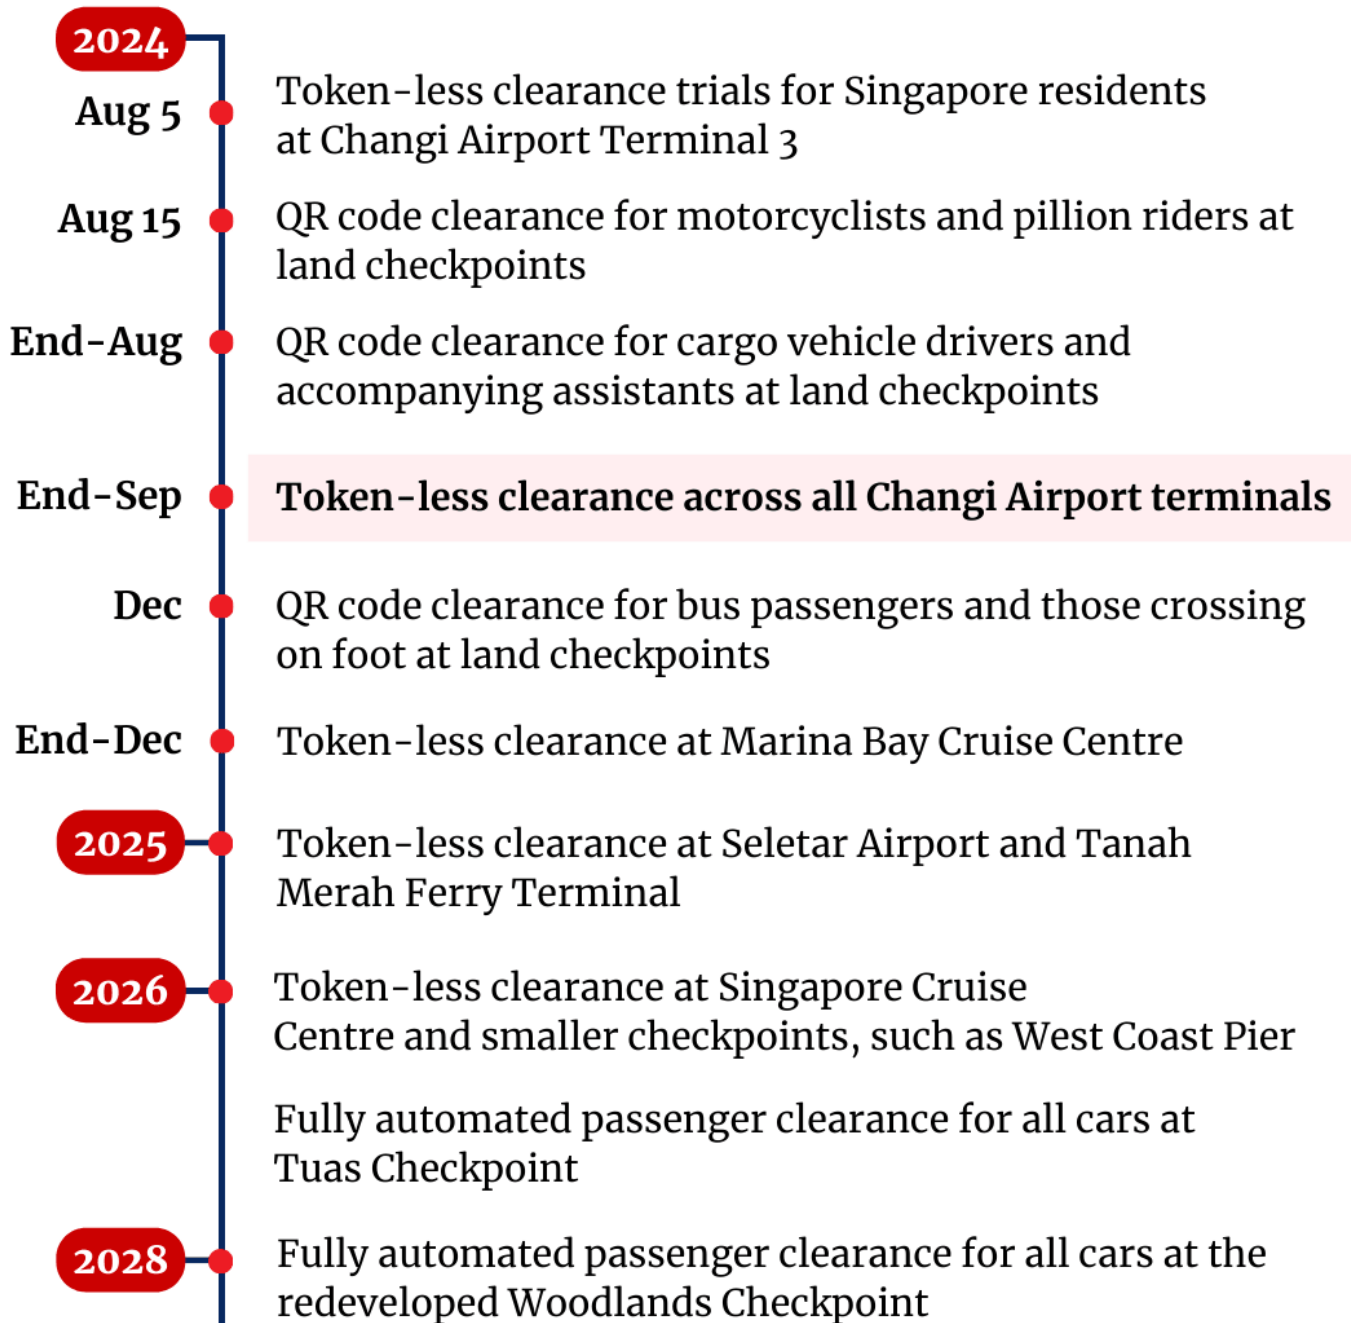 2024
Aug 5
Token-less clearance trials for Singapore residents
at Changi Airport Terminal 3
Aug 15
QR code clearance for motorcyclists and pillion riders at
land checkpoints
End-Aug
QR code clearance for cargo vehicle drivers and
accompanying assistants at land checkpoints
End-Sep
Token-less clearance across all Changi Airport terminals
Dec
QR code clearance for bus passengers and those crossing
on foot at land checkpoints
End-Dec
Token-less clearance at Marina Bay Cruise Centre
2025
Token-less clearance at Seletar Airport and Tanah
Merah Ferry Terminal
2026
Token-less clearance at Singapore Cruise
Centre and smaller checkpoints, such as West Coast Pier
Fully automated passenger clearance for all cars at
Tuas Checkpoint
2028
Fully automated passenger clearance for all cars at the
redeveloped Woodlands Checkpoint